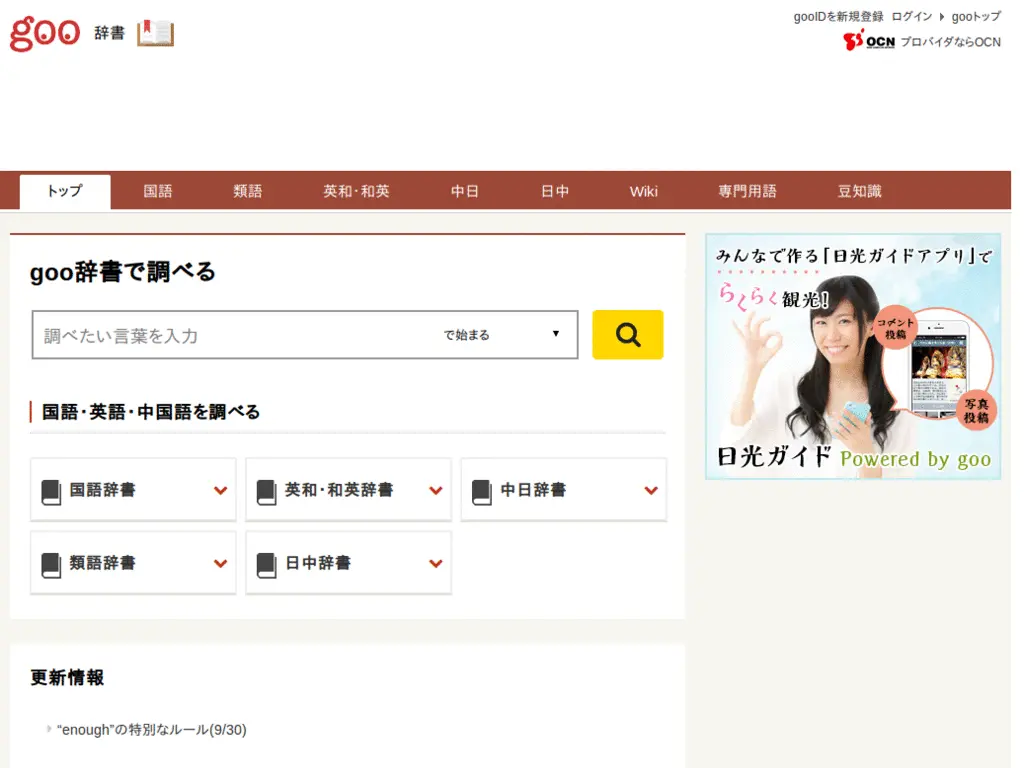 goo 辞書
gooIDを新規登録 ログイン gooトップ
OCN プロバイダならOCN
トップ 国語 類語 英和・和英 中日 日中 Wiki 専門用語 豆知識
goo辞書で調べる
調べたい言葉を入力 で始まる
国語・英語・中国語を調べる
国語辞書 英和・和英辞書 中日辞書
類語辞書 日中辞書
更新情報
“enough”の特別なルール(9/30)
みんなで作る「日光ガイドアプリ」で
らくらく観光!
コメント
投稿
写真
投稿
日光ガイド Powered by goo